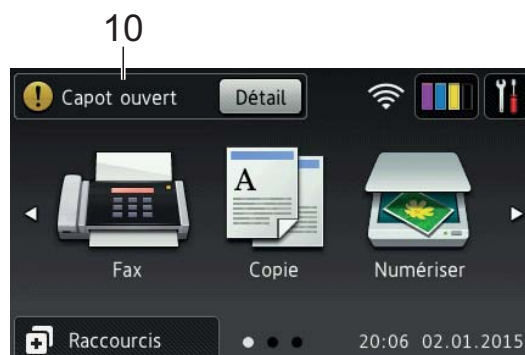 10
Capot ouvert Détail
A
Fax Copie Numériser
Raccourcis 20:06 02.01.2015